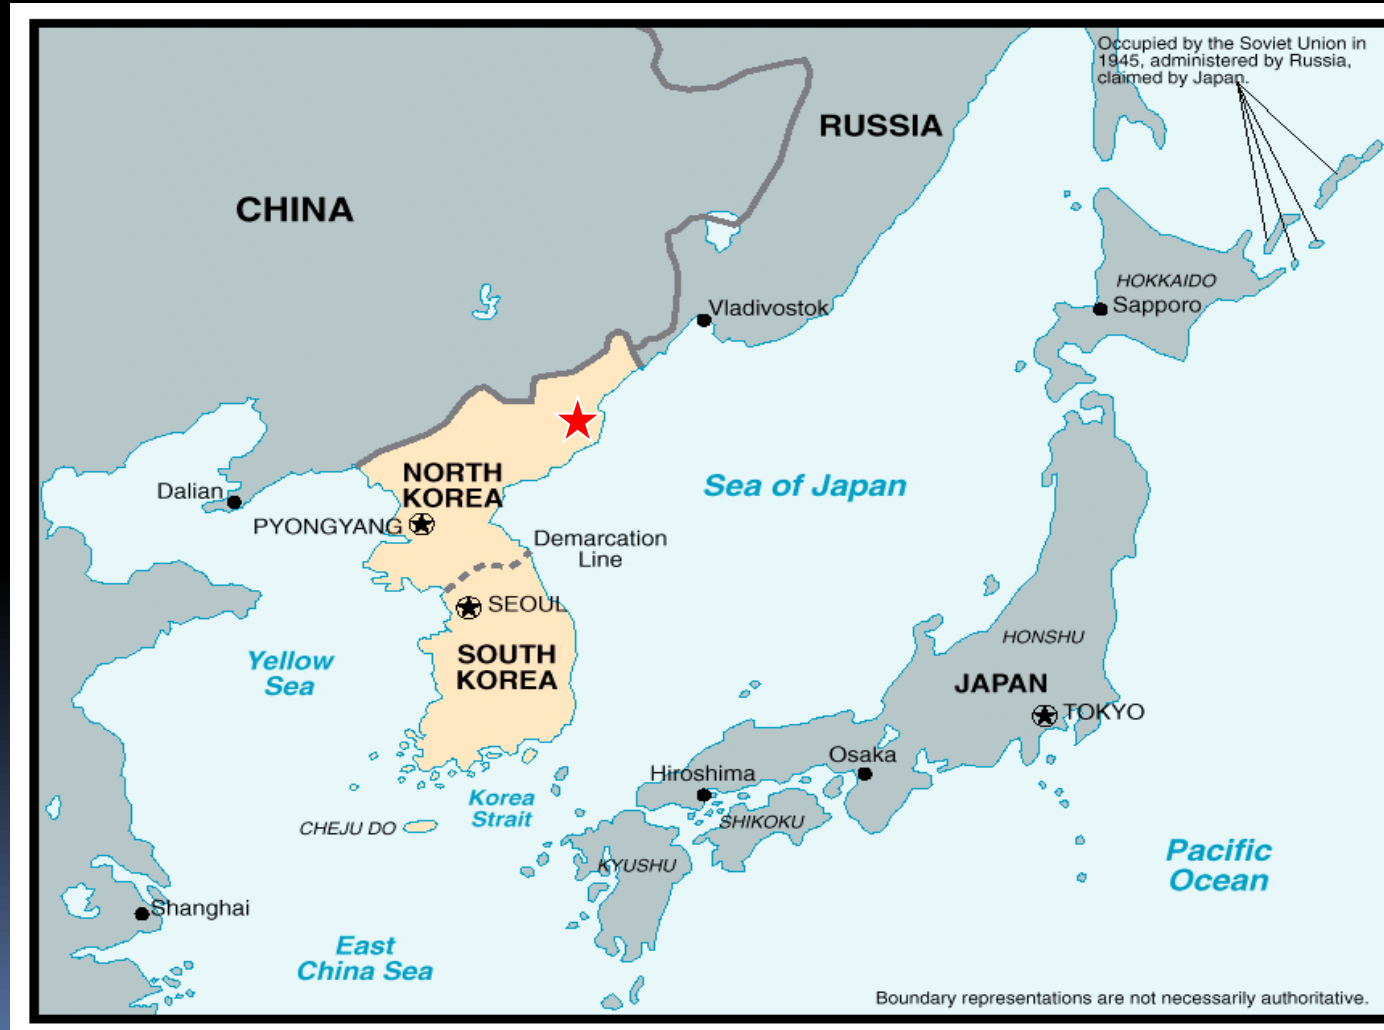 Occupied by the Soviet Union in
1945, administered by Russia,
claimed by Japan.
RUSSIA
CHINA
HOKKAIDO
Sapporo
Vladivostok
NORTH
KOREA
Dalian
PYONGYANG
Sea of Japan
Demarcation
Line
SEOUL
HONSHU
Yellow
Sea
SOUTH
KOREA
JAPAN
TOKYO
Osaka
Hiroshima
Korea
Strait
CHEJU DO
SHIKOKU
KYUSHU
Pacific
Ocean
Shanghai
East
China Sea
Boundary representations are not necessarily authoritative.